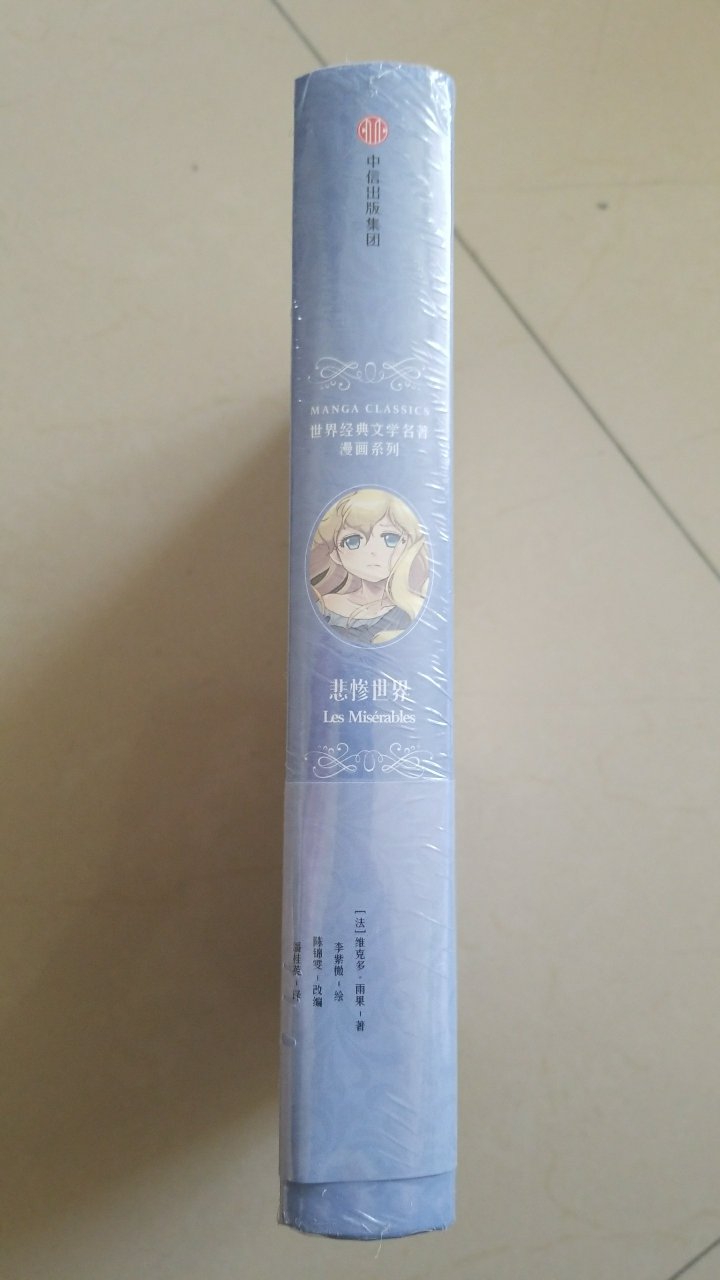 中信出版集团
MANGA CLASSICS
世界经典文学名著
漫画系列
悲惨世界
Les Misérables
[法]维克多·雨果-著
李紫薇-绘
陈锦雯-改编
潘桂英-译